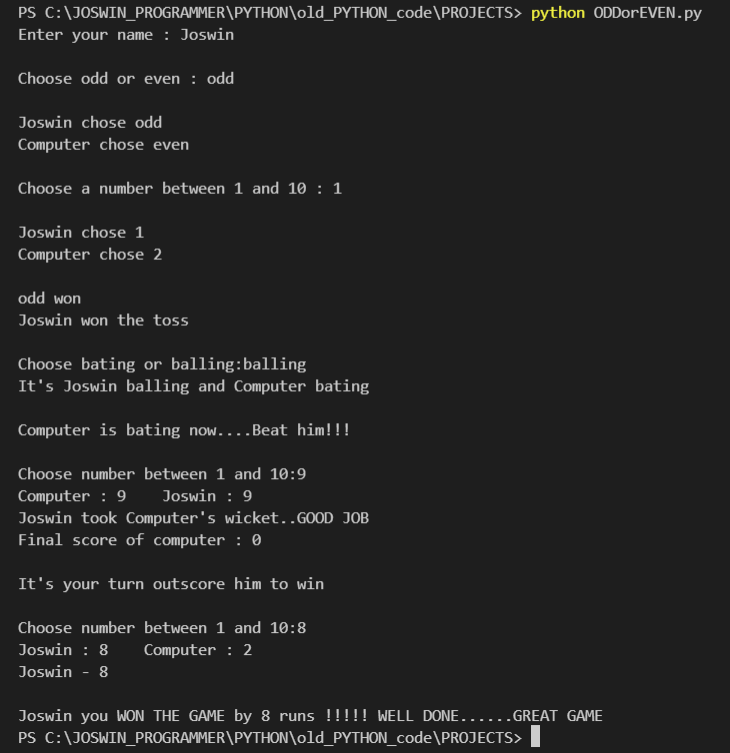 PS C:\JOSWIN_PROGRAMMER\PYTHON\old_PYTHON_code\PROJECTS> python ODDorEVEN.py
Enter your name : Joswin
Choose odd or even : odd
Joswin chose odd
Computer chose even
Choose a number between 1 and 10 : 1
Joswin chose 1
Computer chose 2
odd won
Joswin won the toss
Choose bating or balling:balling
It's Joswin balling and Computer bating
Computer is bating now....Beat him!!!
Choose number between 1 and 10:9
Computer : 9    Joswin : 9
Joswin took Computer's wicket..GOOD JOB
Final score of computer : 0
It's your turn outscore him to win
Choose number between 1 and 10:8
Joswin : 8    Computer : 2
Joswin - 8
Joswin you WON THE GAME by 8 runs !!!!! WELL DONE......GREAT GAME
PS C:\JOSWIN_PROGRAMMER\PYTHON\old_PYTHON_code\PROJECTS>